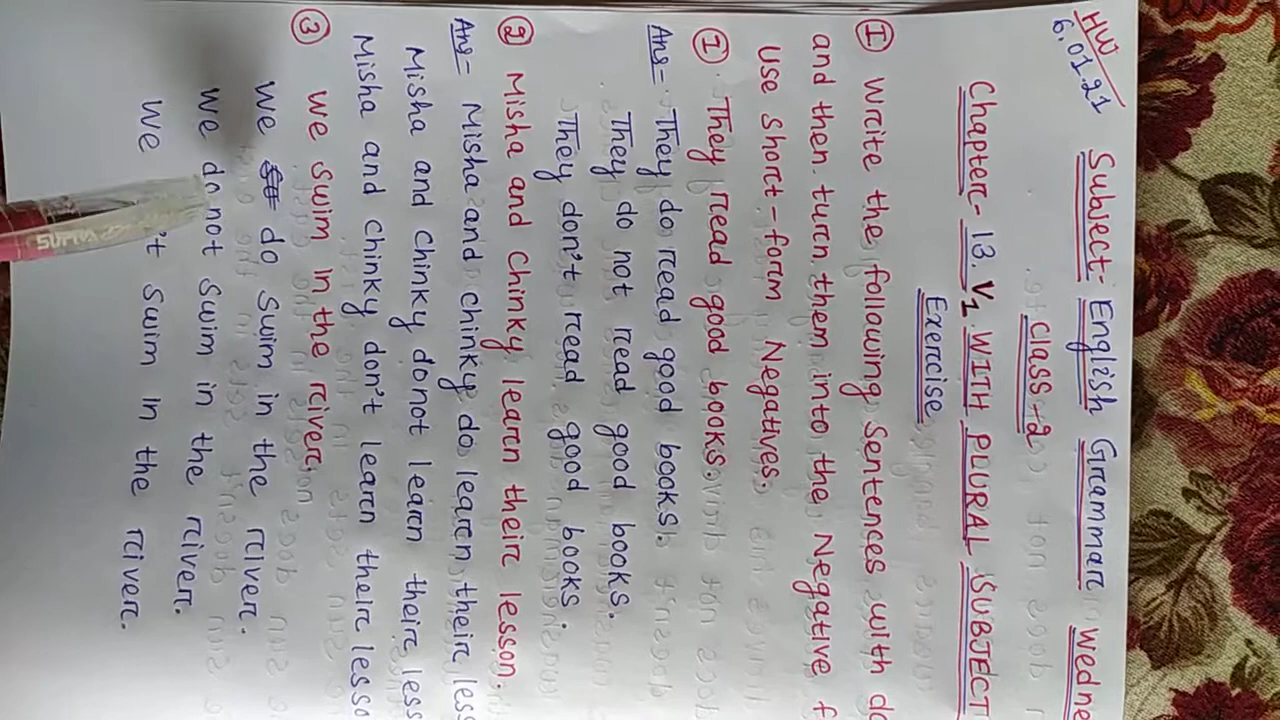 HW
6.01.21
Subject- English Grammar Wedne
Class-2
Chapter-13. V1 WITH PLURAL SUBJECT
Exercise
I Write the following sentences with do
and then turn them into the Negative f
Use short-form Negatives.
1 They read good books.
Ans- They do read good books.
They do not read good books.
They don't read good books.
2 Misha and Chinky learn their lesson.
Ans- Misha and chinky do learn their less
Misha and chinky donot learn their less
Misha and chinky don't learn their lesso
3 We swim in the river.
We do swim in the river.
We do not swim in the river.
We 't swim in the river.